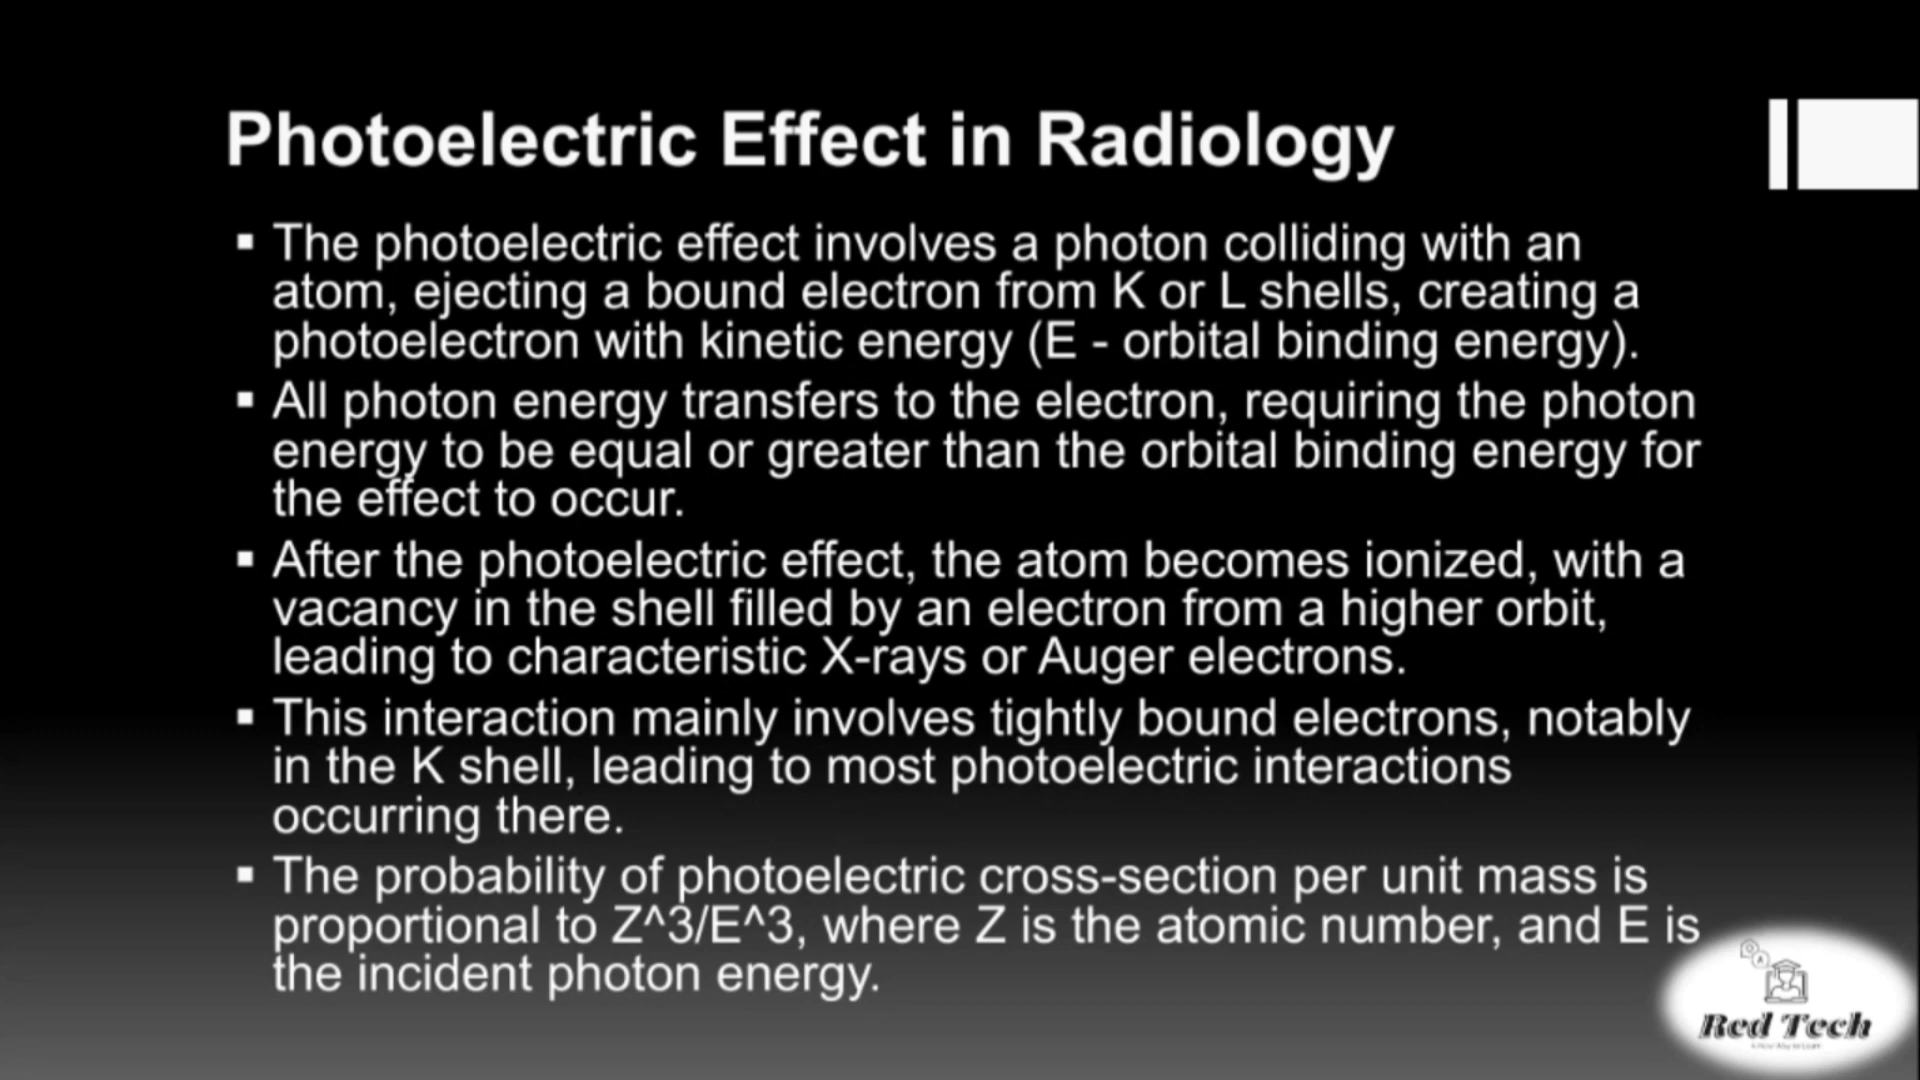 Photoelectric Effect in Radiology
▪ The photoelectric effect involves a photon colliding with an
atom, ejecting a bound electron from K or L shells, creating a
photoelectron with kinetic energy (E - orbital binding energy).
▪ All photon energy transfers to the electron, requiring the photon
energy to be equal or greater than the orbital binding energy for
the effect to occur.
▪ After the photoelectric effect, the atom becomes ionized, with a
vacancy in the shell filled by an electron from a higher orbit,
leading to characteristic X-rays or Auger electrons.
▪ This interaction mainly involves tightly bound electrons, notably
in the K shell, leading to most photoelectric interactions
occurring there.
▪ The probability of photoelectric cross-section per unit mass is
proportional to Z^3/E^3, where Z is the atomic number, and E is
the incident photon energy.
Red Tech